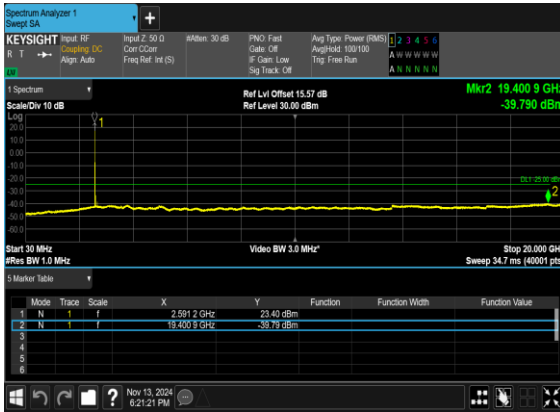 Spectrum Analyzer 1
Swept SA
KEYSIGHT Input: RF Input Z: 50 Ω #Atten: 30 dB PNO: Fast Avg Type: Power (RMS) 1 2 3 4 5 6
R T Coupling: DC Corr CCorr Gate: Off Avg|Hold: 100/100 A W W W W W
Align: Auto Freq Ref: Int (S) IF Gain: Low Trig: Free Run
Sig Track: Off A N N N N N
1 Spectrum Ref Lvl Offset 15.57 dB Mkr2 19.400 9 GHz
Scale/Div 10 dB Ref Level 30.00 dBm -39.790 dBm
Log
20.0
10.0
0.00
-10.0
-20.0
-30.0
-40.0
-50.0
-60.0
1
DL1 -25.00 dBm
2
Start 30 MHz Video BW 3.0 MHz* Stop 20.000 GH
#Res BW 1.0 MHz Sweep 34.7 ms (40001 pts
5 Marker Table
Mode Trace Scale X Y Function Function Width Function Value
1 N 1 f 2.591 2 GHz 23.40 dBm
2 N 1 f 19.400 9 GHz -39.79 dBm
3
4
5
6
? Nov 13, 2024
6:21:21 PM